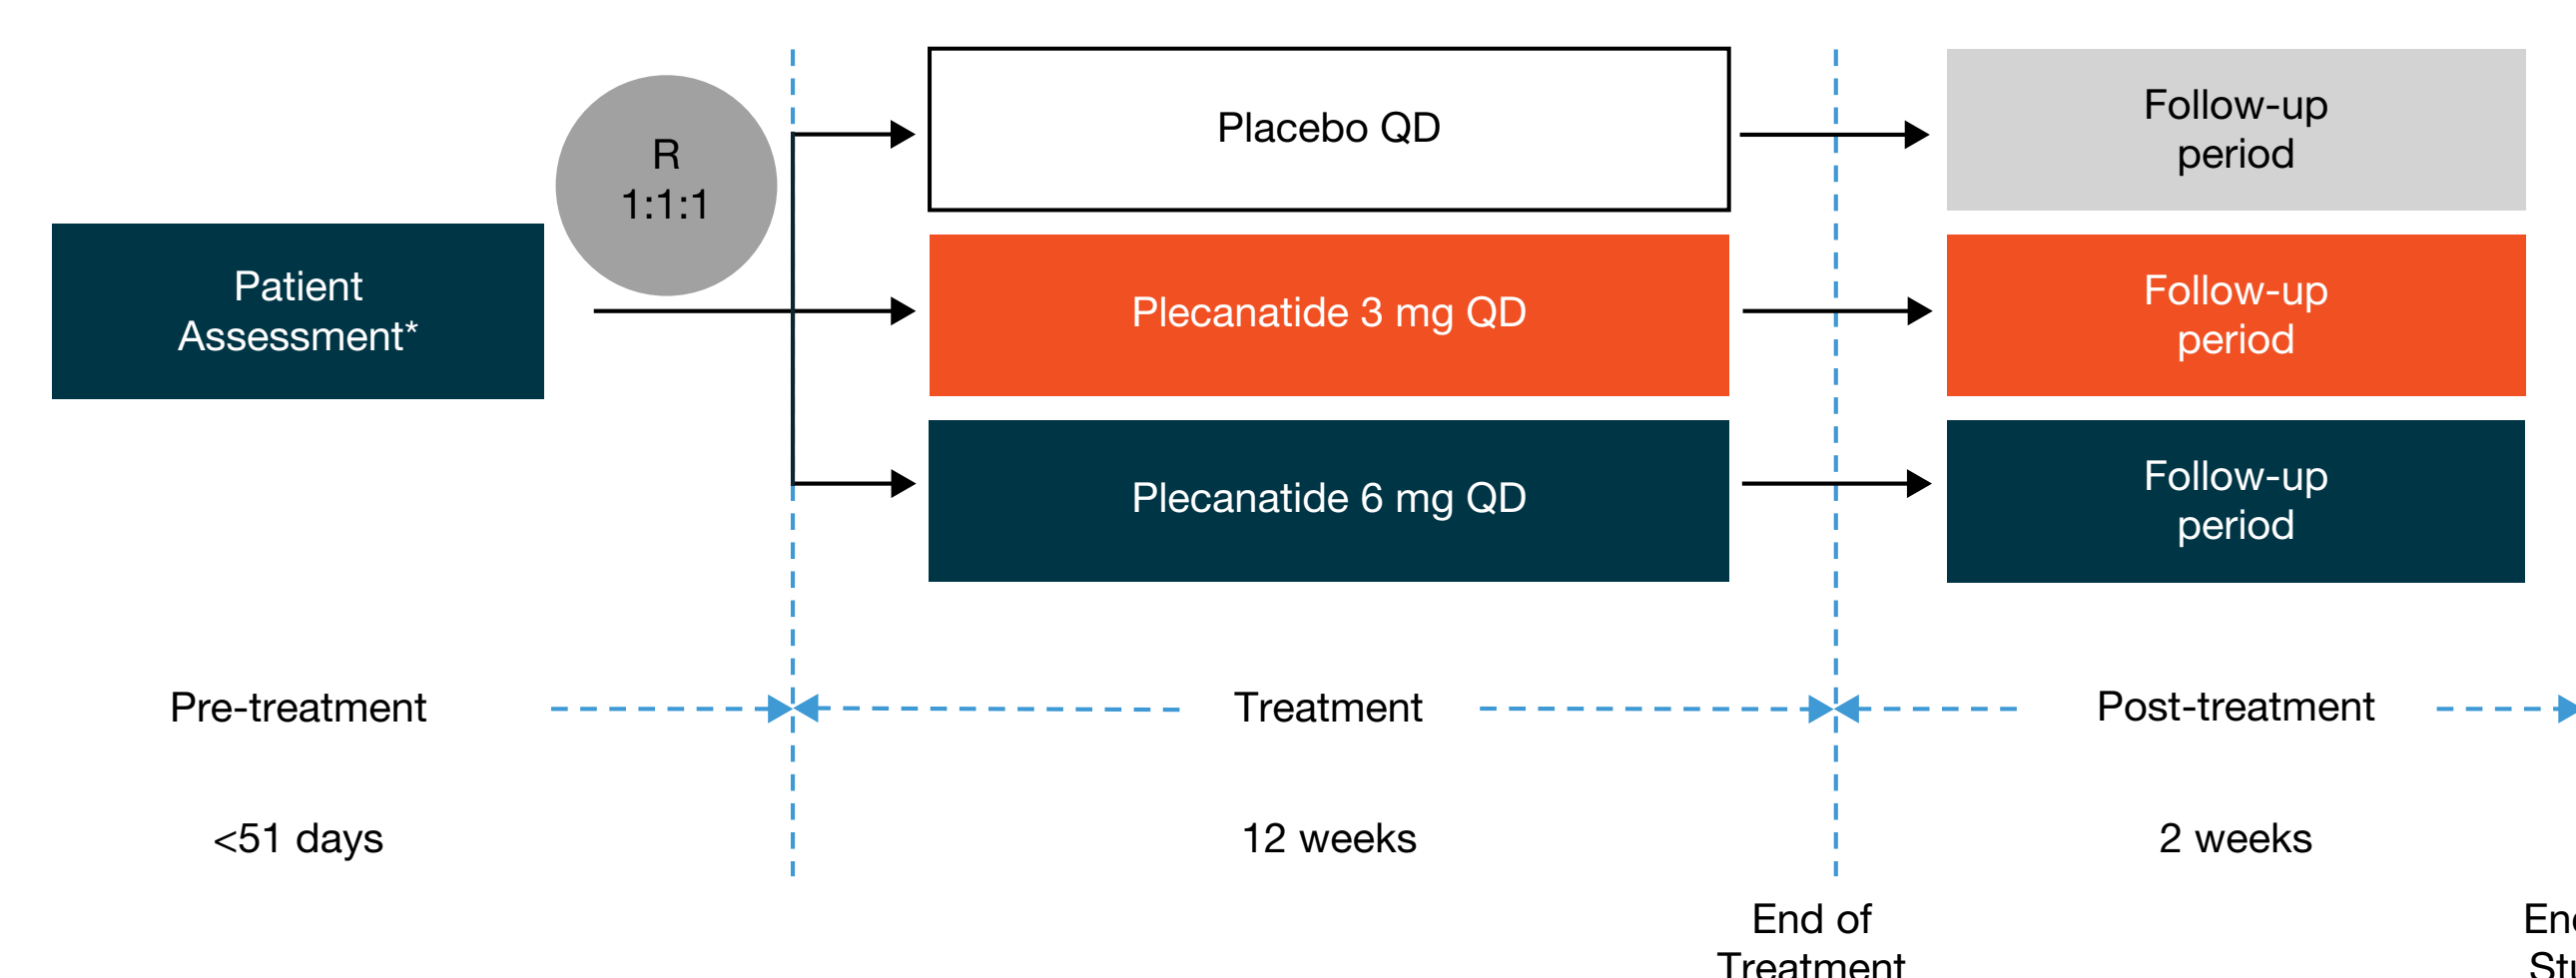 R
1:1:1
Patient
Assessment*
Placebo QD
Plecanatide 3 mg QD
Plecanatide 6 mg QD
Follow-up
period
Follow-up
period
Follow-up
period
Pre-treatment
Treatment
Post-treatment
<51 days
12 weeks
2 weeks
End of
Treatment